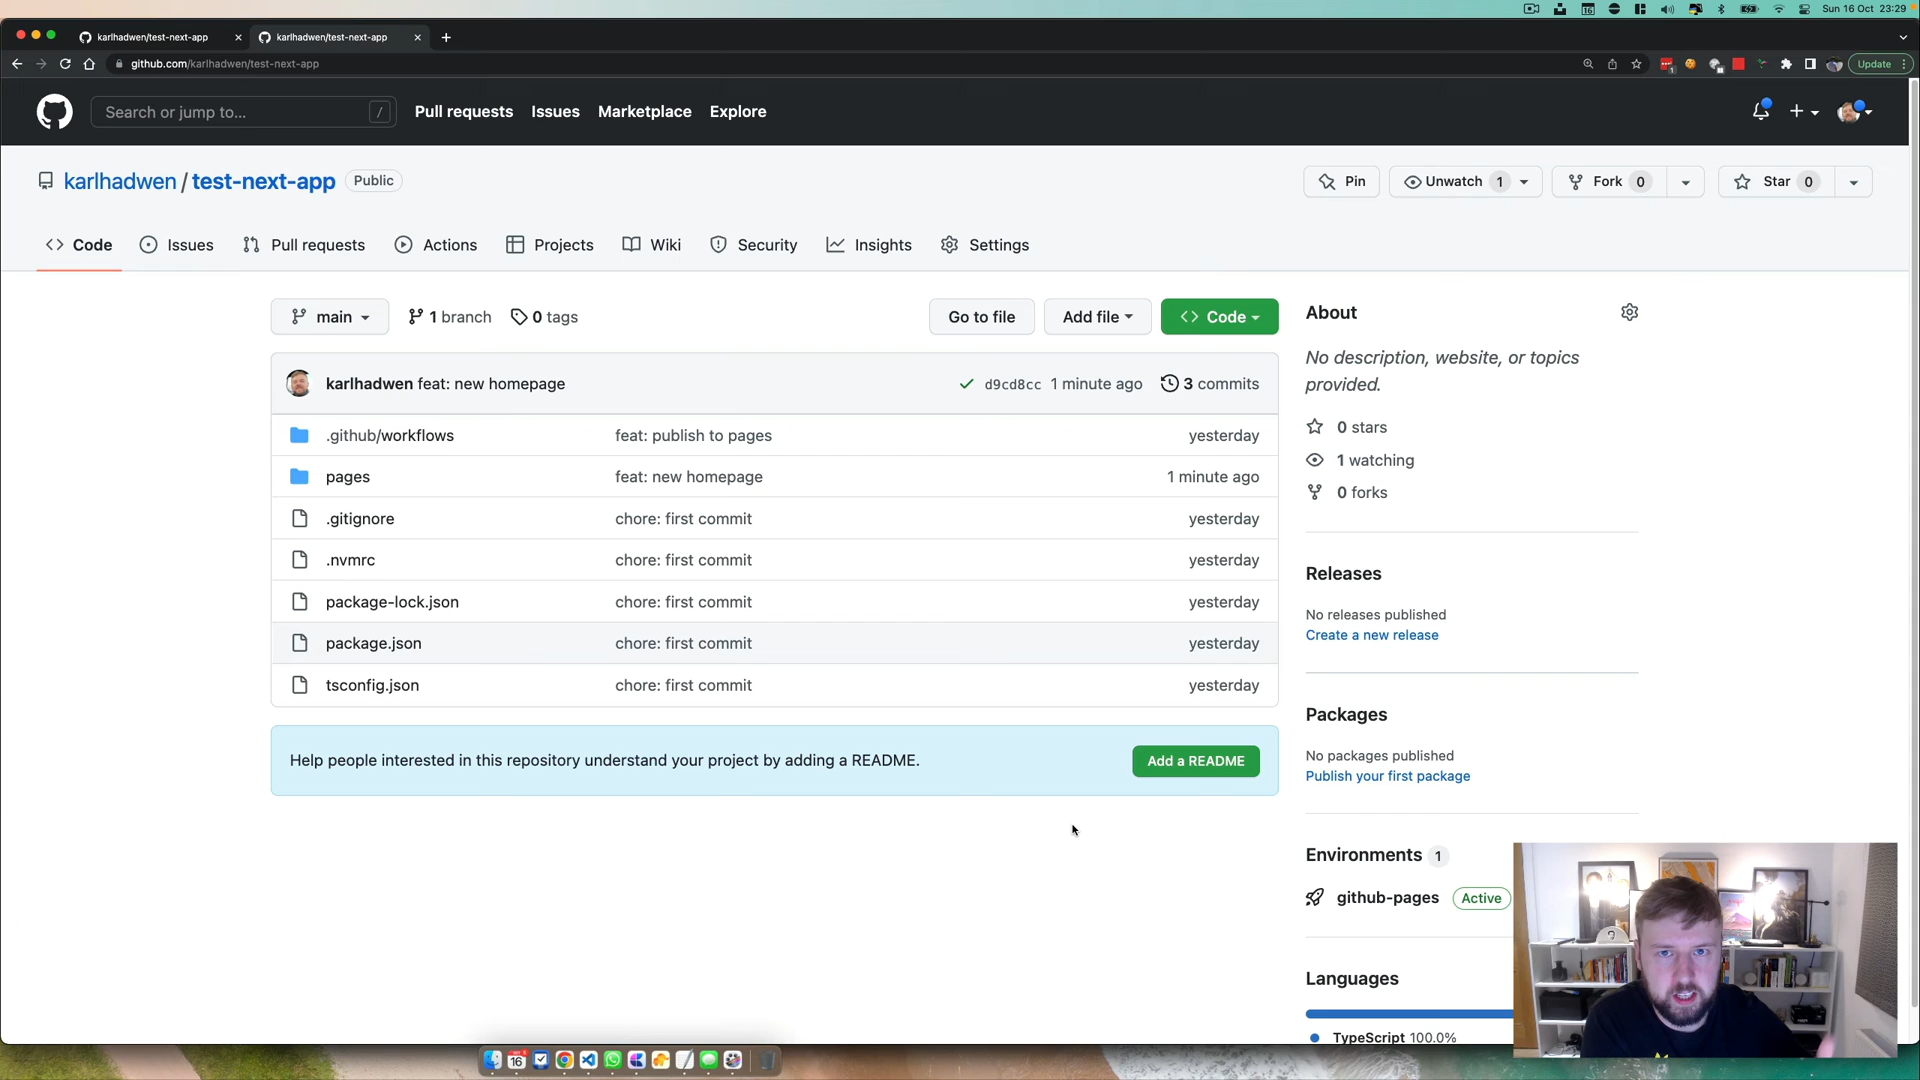 Sun 16 Oct 23:29
karlhadwen/test-next-app
karlhadwen/test-next-app
github.com/karlhadwen/test-next-app
Update
Search or jump to...
/
Pull requests
Issues
Marketplace
Explore
karlhadwen / test-next-app
Public
Pin
Unwatch 1
Fork 0
Star 0
Code
Issues
Pull requests
Actions
Projects
Wiki
Security
Insights
Settings
main
1 branch
0 tags
Go to file
Add file
Code
karlhadwen feat: new homepage
d9cd8cc 1 minute ago
3 commits
.github/workflows
feat: publish to pages
yesterday
pages
feat: new homepage
1 minute ago
.gitignore
chore: first commit
yesterday
.nvmrc
chore: first commit
yesterday
package-lock.json
chore: first commit
yesterday
package.json
chore: first commit
yesterday
tsconfig.json
chore: first commit
yesterday
Help people interested in this repository understand your project by adding a README.
Add a README
About
No description, website, or topics
provided.
0 stars
1 watching
0 forks
Releases
No releases published
Create a new release
Packages
No packages published
Publish your first package
Environments 1
github-pages
Active
Languages
TypeScript 100.0%
16